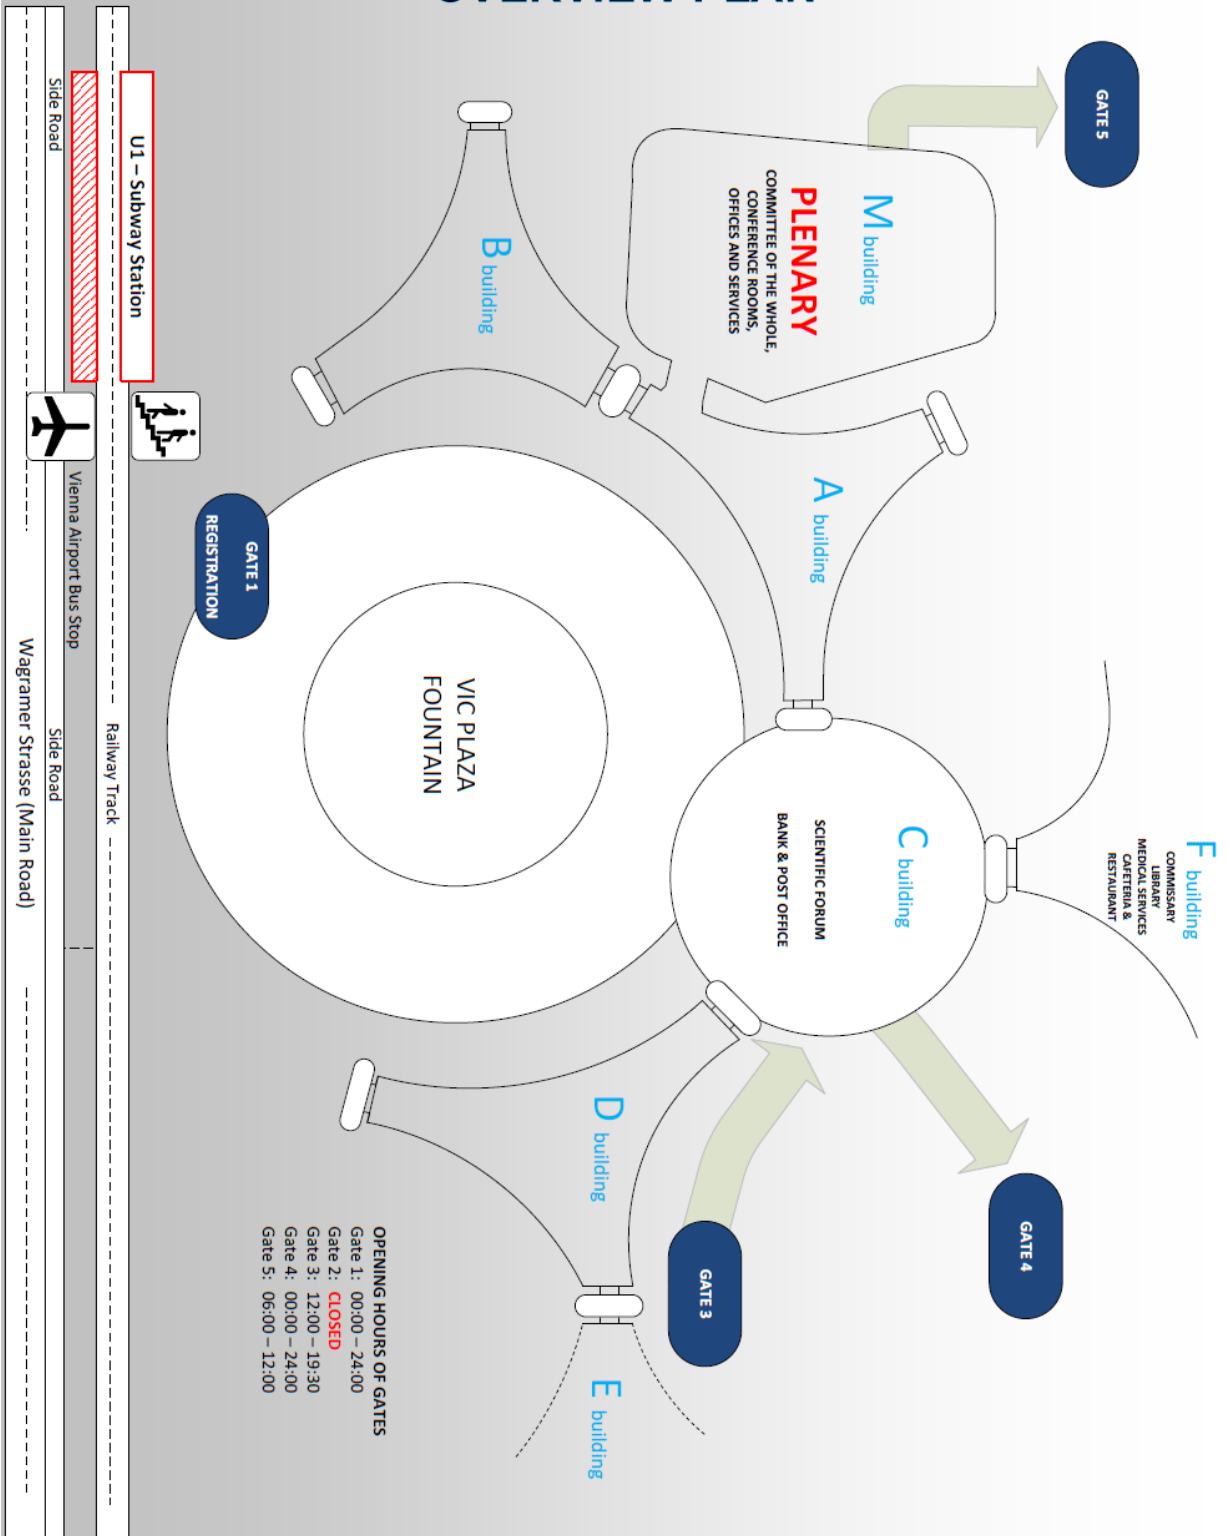 OVERVIEW PLAN
GATE 5
M building
PLENARY
COMMITTEE OF THE WHOLE,
CONFERENCE ROOMS,
OFFICES AND SERVICES
B building
U1 – Subway Station
Side Road
A building
GATE 1
REGISTRATION
Vienna Airport Bus Stop
VIC PLAZA
FOUNTAIN
Wagramer Strasse (Main Road)
Side Road
Railway Track
F building
COMMISSARY
LIBRARY
MEDICAL SERVICES
CAFETERIA &
RESTAURANT
C building
SCIENTIFIC FORUM
BANK & POST OFFICE
D building
GATE 4
GATE 3
E building
OPENING HOURS OF GATES
Gate 1: 00:00 – 24:00
Gate 2: CLOSED
Gate 3: 12:00 – 19:30
Gate 4: 00:00 – 24:00
Gate 5: 06:00 – 12:00